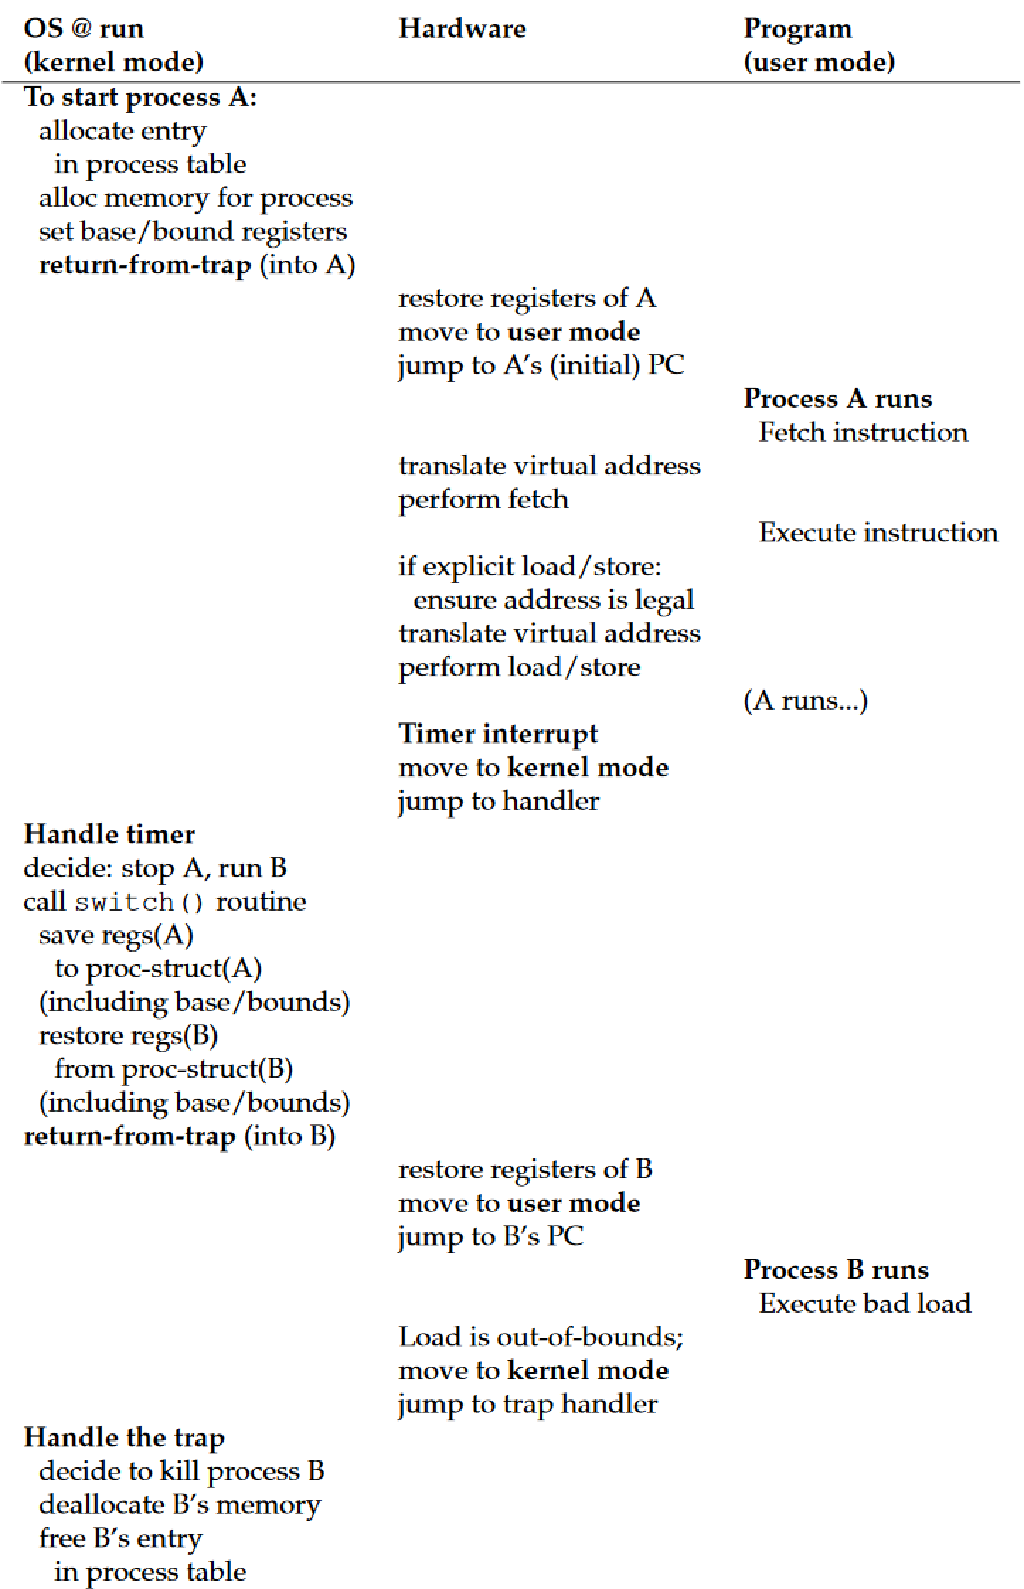 OS @ run Hardware Program
(kernel mode) (user mode)
To start process A:
allocate entry
in process table
alloc memory for process
set base/bound registers
return-from-trap (into A)
restore registers of A
move to user mode
jump to A's (initial) PC
Process A runs
Fetch instruction
translate virtual address
perform fetch
Execute instruction
if explicit load/store:
ensure address is legal
translate virtual address
perform load/store
(A runs...)
Timer interrupt
move to kernel mode
jump to handler
Handle timer
decide: stop A, run B
call switch() routine
save regs(A)
to proc-struct(A)
(including base/bounds)
restore regs(B)
from proc-struct(B)
(including base/bounds)
return-from-trap (into B)
restore registers of B
move to user mode
jump to B's PC
Process B runs
Execute bad load
Load is out-of-bounds;
move to kernel mode
jump to trap handler
Handle the trap
decide to kill process B
deallocate B's memory
free B's entry
in process table